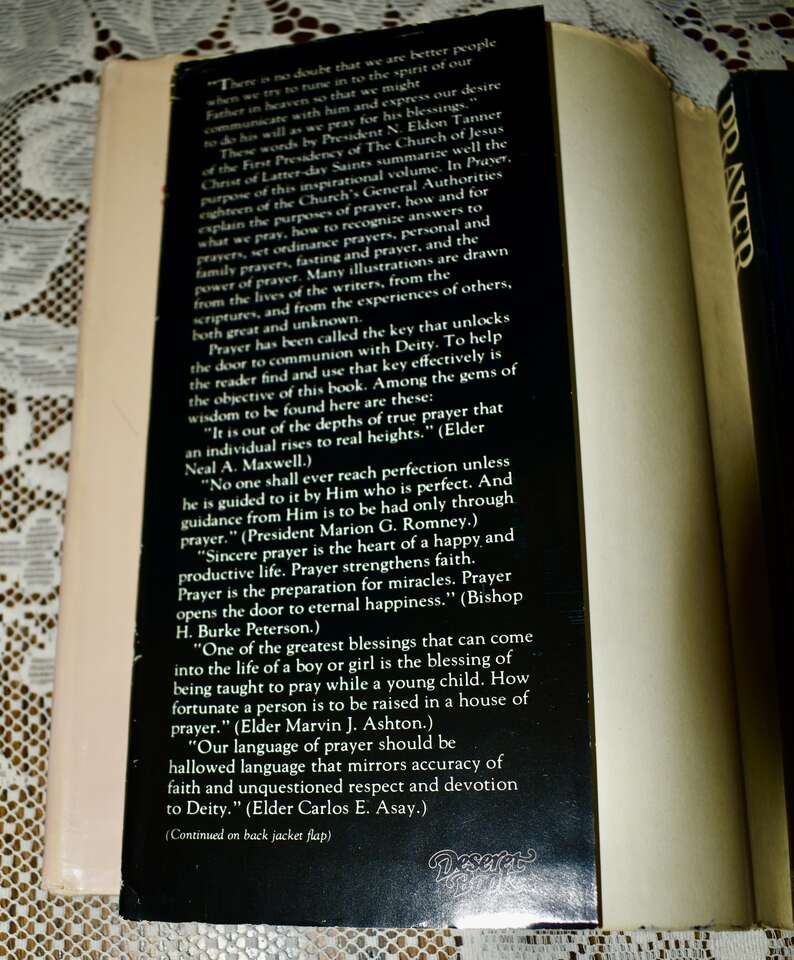 "There is no doubt that we are better people
when we try to tune in to the spirit of our
Father in heaven so that we might
communicate with him and express our desire
to do his will as we pray for his blessings."
These words by President N. Eldon Tanner
of the First Presidency of The Church of Jesus
Christ of Latter-day Saints summarize well the
purpose of this inspirational volume. In Prayer,
eighteen of the Church's General Authorities
explain the purposes of prayer, how and for
what we pray, how to recognize answers to
prayers, set ordinance prayers, personal and
family prayers, fasting and prayer, and the
power of prayer. Many illustrations are drawn
from the lives of the writers, from the
scriptures, and from the experiences of others,
both great and unknown.
Prayer has been called the key that unlocks
the door to communion with Deity. To help
the reader find and use that key effectively is
the objective of this book. Among the gems of
wisdom to be found here are these:
"It is out of the depths of true prayer that
an individual rises to real heights." (Elder
Neal A. Maxwell.)
"No one shall ever reach perfection unless
he is guided to it by Him who is perfect. And
guidance from Him is to be had only through
prayer." (President Marion G. Romney.)
"Sincere prayer is the heart of a happy and
productive life. Prayer strengthens faith.
Prayer is the preparation for miracles. Prayer
opens the door to eternal happiness." (Bishop
H. Burke Peterson.)
"One of the greatest blessings that can come
into the life of a boy or girl is the blessing of
being taught to pray while a young child. How
fortunate a person is to be raised in a house of
prayer." (Elder Marvin J. Ashton.)
"Our language of prayer should be
hallowed language that mirrors accuracy of
faith and unquestioned respect and devotion
to Deity." (Elder Carlos E. Asay.)
(Continued on back jacket flap)
Deseret
Book
PRAYER